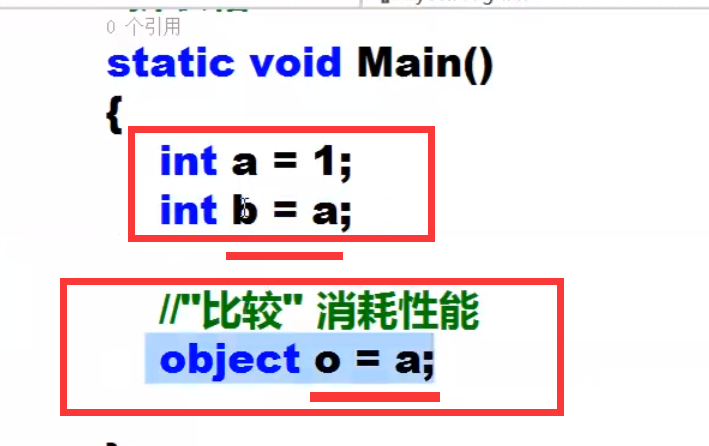 0 个引用
static void Main()
{
int a = 1;
int b = a;
//"比较" 消耗性能
object o = a;